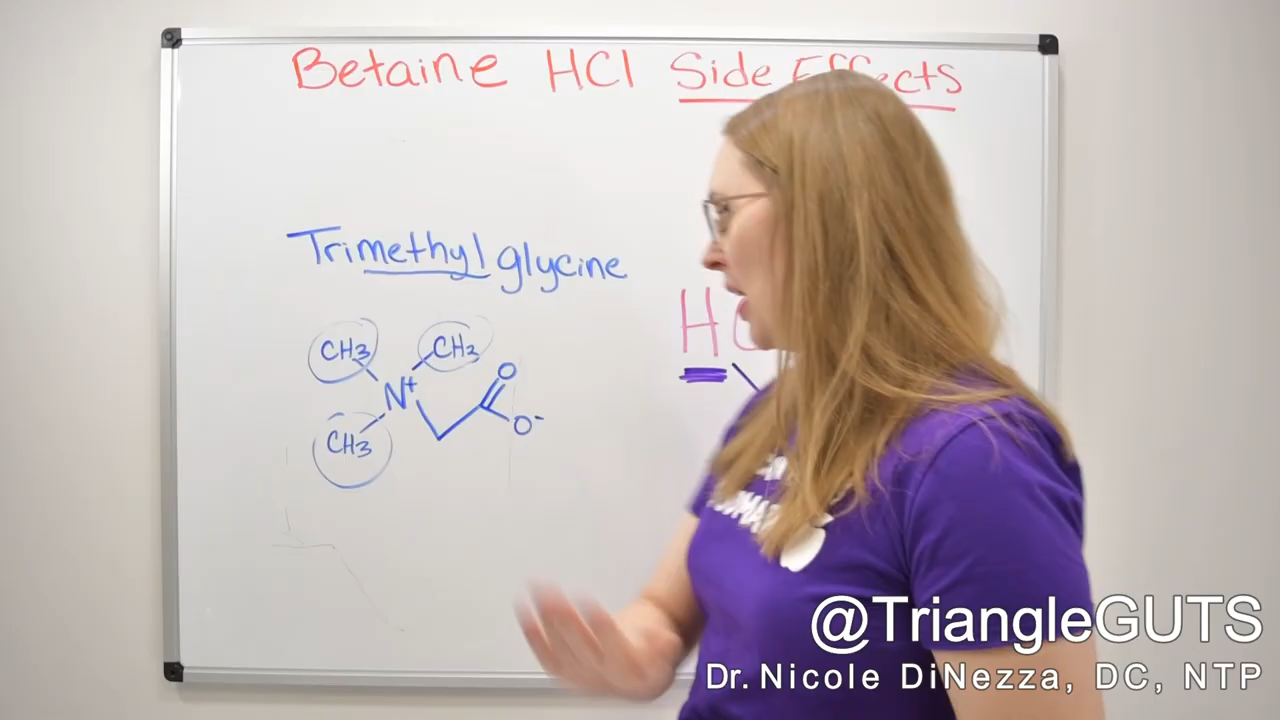 Betaine HCl Side Effects
Trimethyl glycine
CH3 CH3
N+ O
CH3 O-
H
@TriangleGUTS
Dr. Nicole DiNezza, DC, NTP